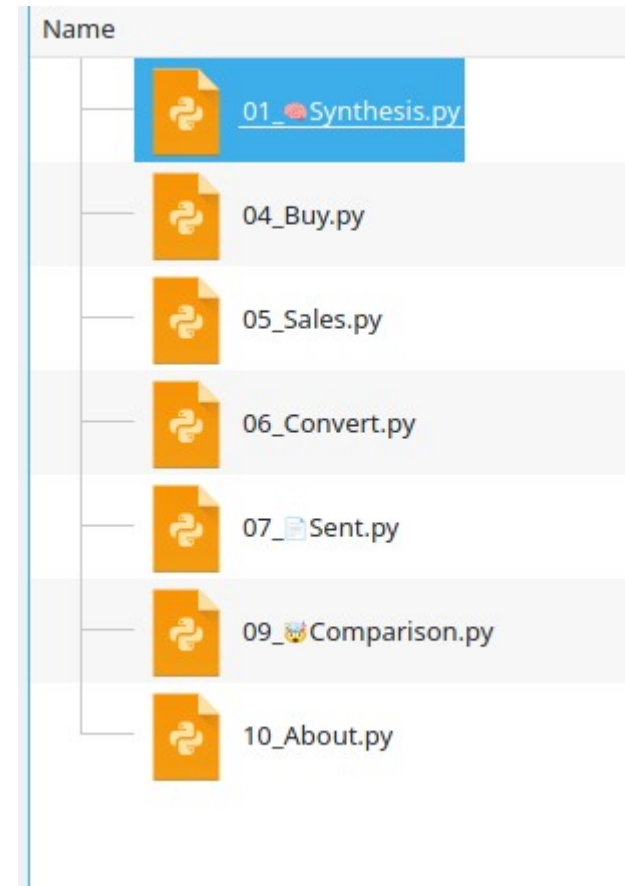 Name
01_🧠Synthesis.py
04_Buy.py
05_Sales.py
06_Convert.py
07_📄Sent.py
09_🤯Comparison.py
10_About.py